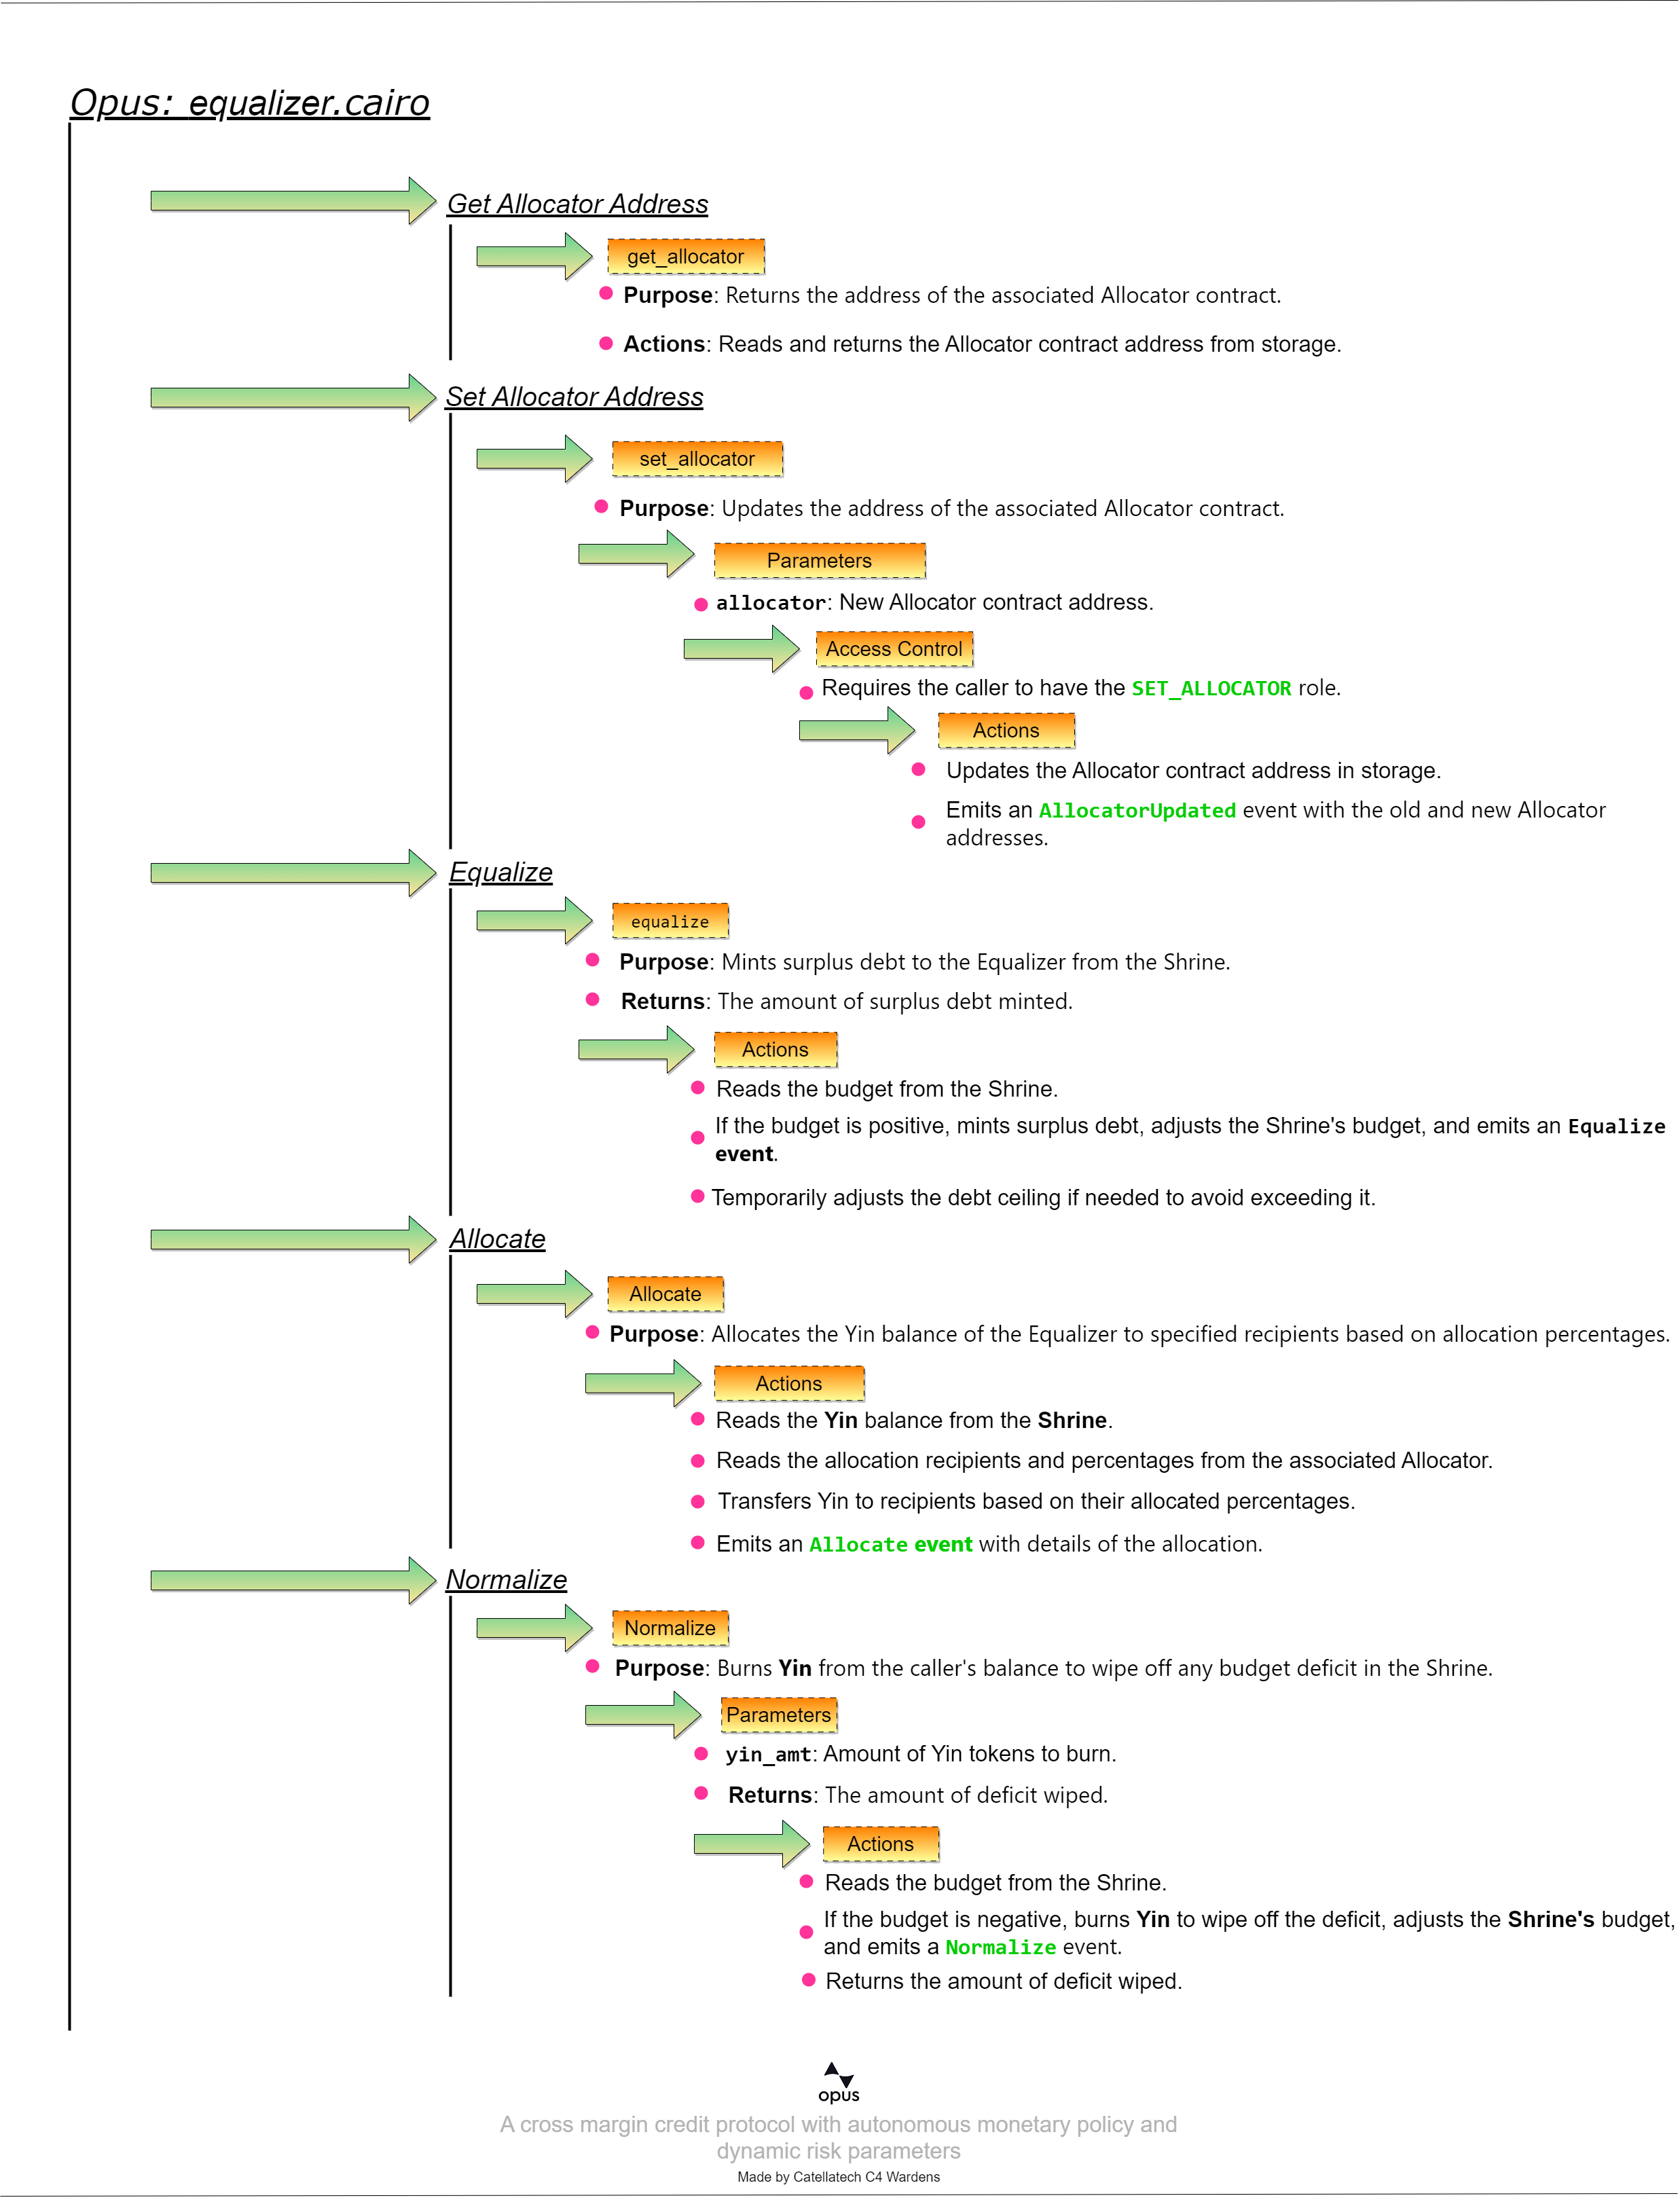 Opus: equalizer.cairo
Get Allocator Address
get_allocator
Purpose: Returns the address of the associated Allocator contract.
Actions: Reads and returns the Allocator contract address from storage.
Set Allocator Address
set_allocator
Purpose: Updates the address of the associated Allocator contract.
Parameters
allocator: New Allocator contract address.
Access Control
Requires the caller to have the SET_ALLOCATOR role.
Actions
Updates the Allocator contract address in storage.
Emits an AllocatorUpdated event with the old and new Allocator
addresses.
Equalize
equalize
Purpose: Mints surplus debt to the Equalizer from the Shrine.
Returns: The amount of surplus debt minted.
Actions
Reads the budget from the Shrine.
If the budget is positive, mints surplus debt, adjusts the Shrine's budget, and emits an Equalize
event.
Temporarily adjusts the debt ceiling if needed to avoid exceeding it.
Allocate
Allocate
Purpose: Allocates the Yin balance of the Equalizer to specified recipients based on allocation percentages.
Actions
Reads the Yin balance from the Shrine.
Reads the allocation recipients and percentages from the associated Allocator.
Transfers Yin to recipients based on their allocated percentages.
Emits an Allocate event with details of the allocation.
Normalize
Normalize
Purpose: Burns Yin from the caller's balance to wipe off any budget deficit in the Shrine.
Parameters
yin_amt: Amount of Yin tokens to burn.
Returns: The amount of deficit wiped.
Actions
Reads the budget from the Shrine.
If the budget is negative, burns Yin to wipe off the deficit, adjusts the Shrine's budget,
and emits a Normalize event.
Returns the amount of deficit wiped.
opus
A cross margin credit protocol with autonomous monetary policy and
dynamic risk parameters
Made by Catellatech C4 Wardens